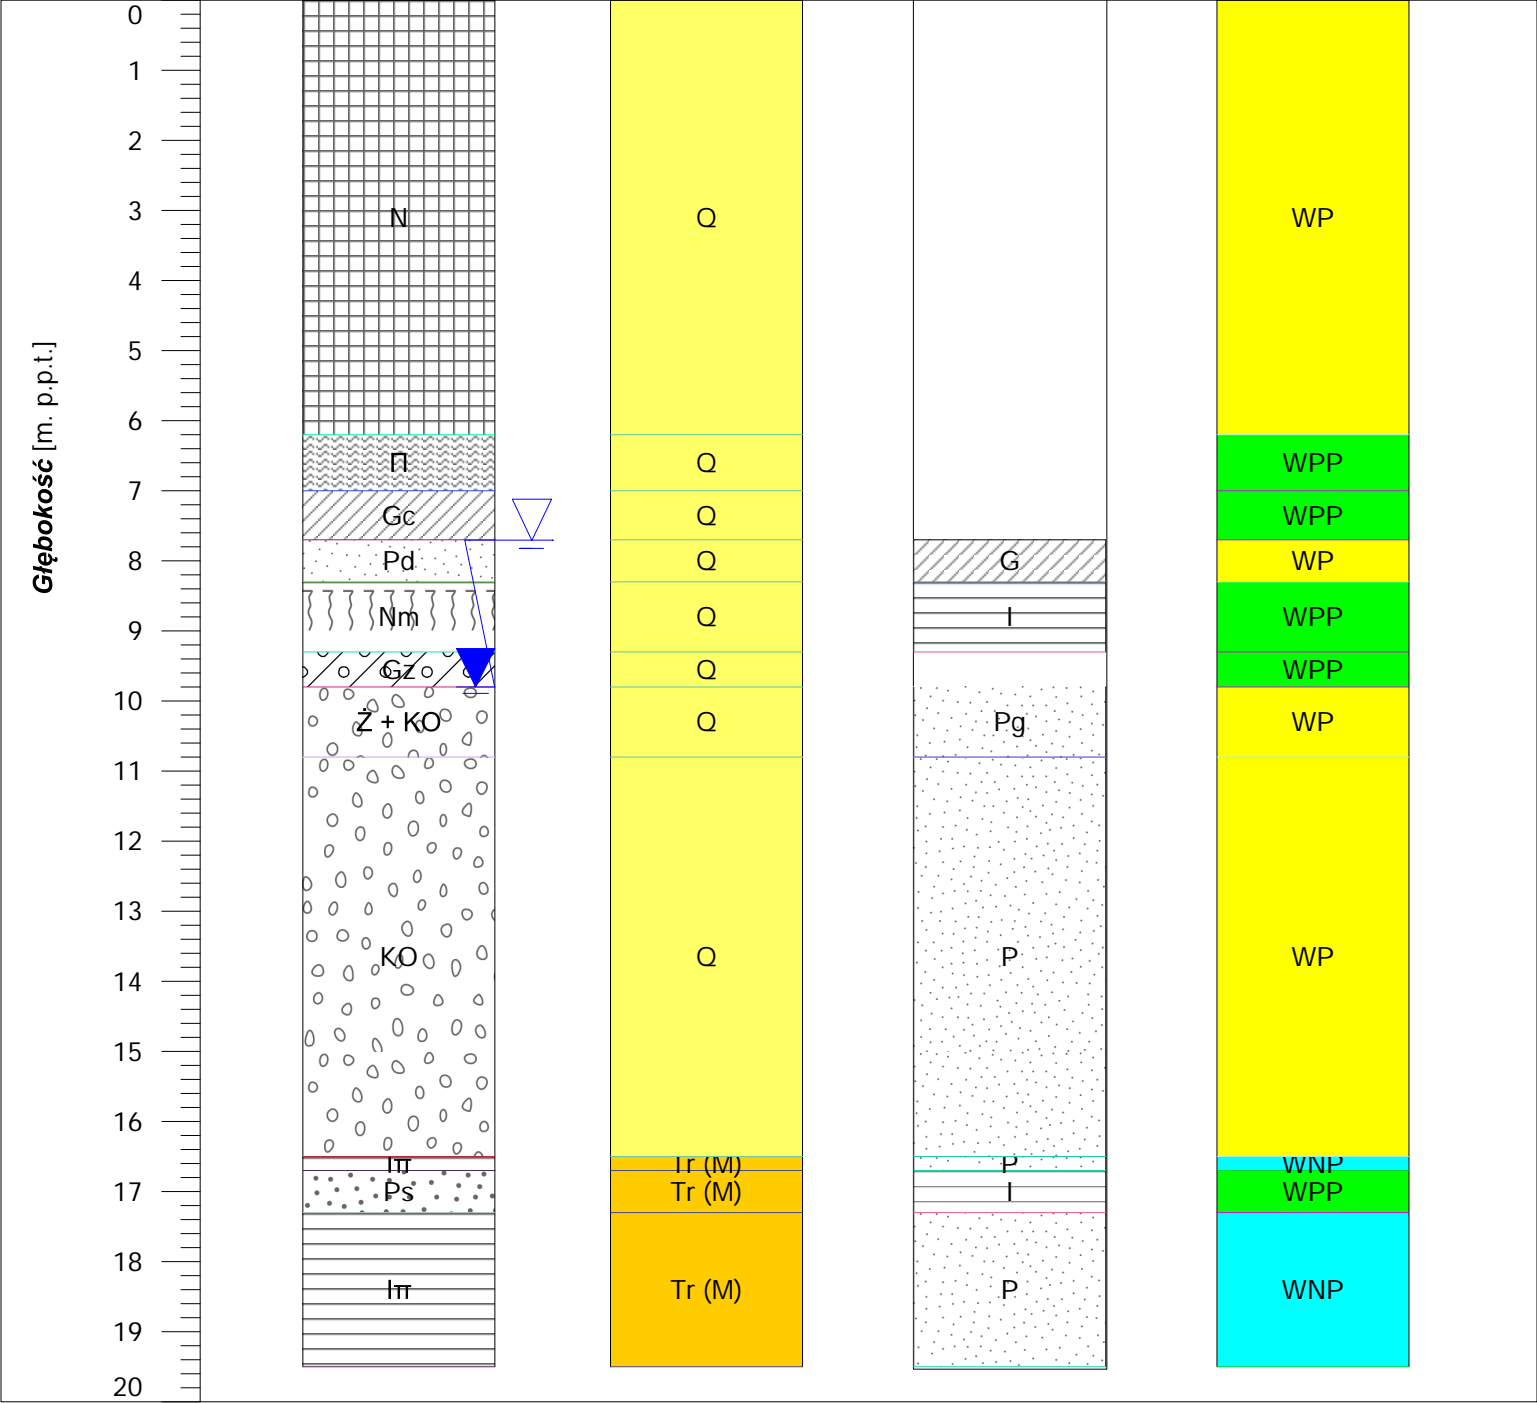 0
1
2
3
4
5
6
7
8
9
10
11
12
13
14
15
16
17
18
19
20
Głębokość [m. p.p.t.]
N Q WP
Π Q WPP
Gc Q WPP
Pd Q G WP
Nm Q I WPP
Gz Q WPP
Ż + KO Q Pg WP
KO Q P WP
Iπ Tr (M) P WNP
Ps Tr (M) I WPP
Iπ Tr (M) P WNP